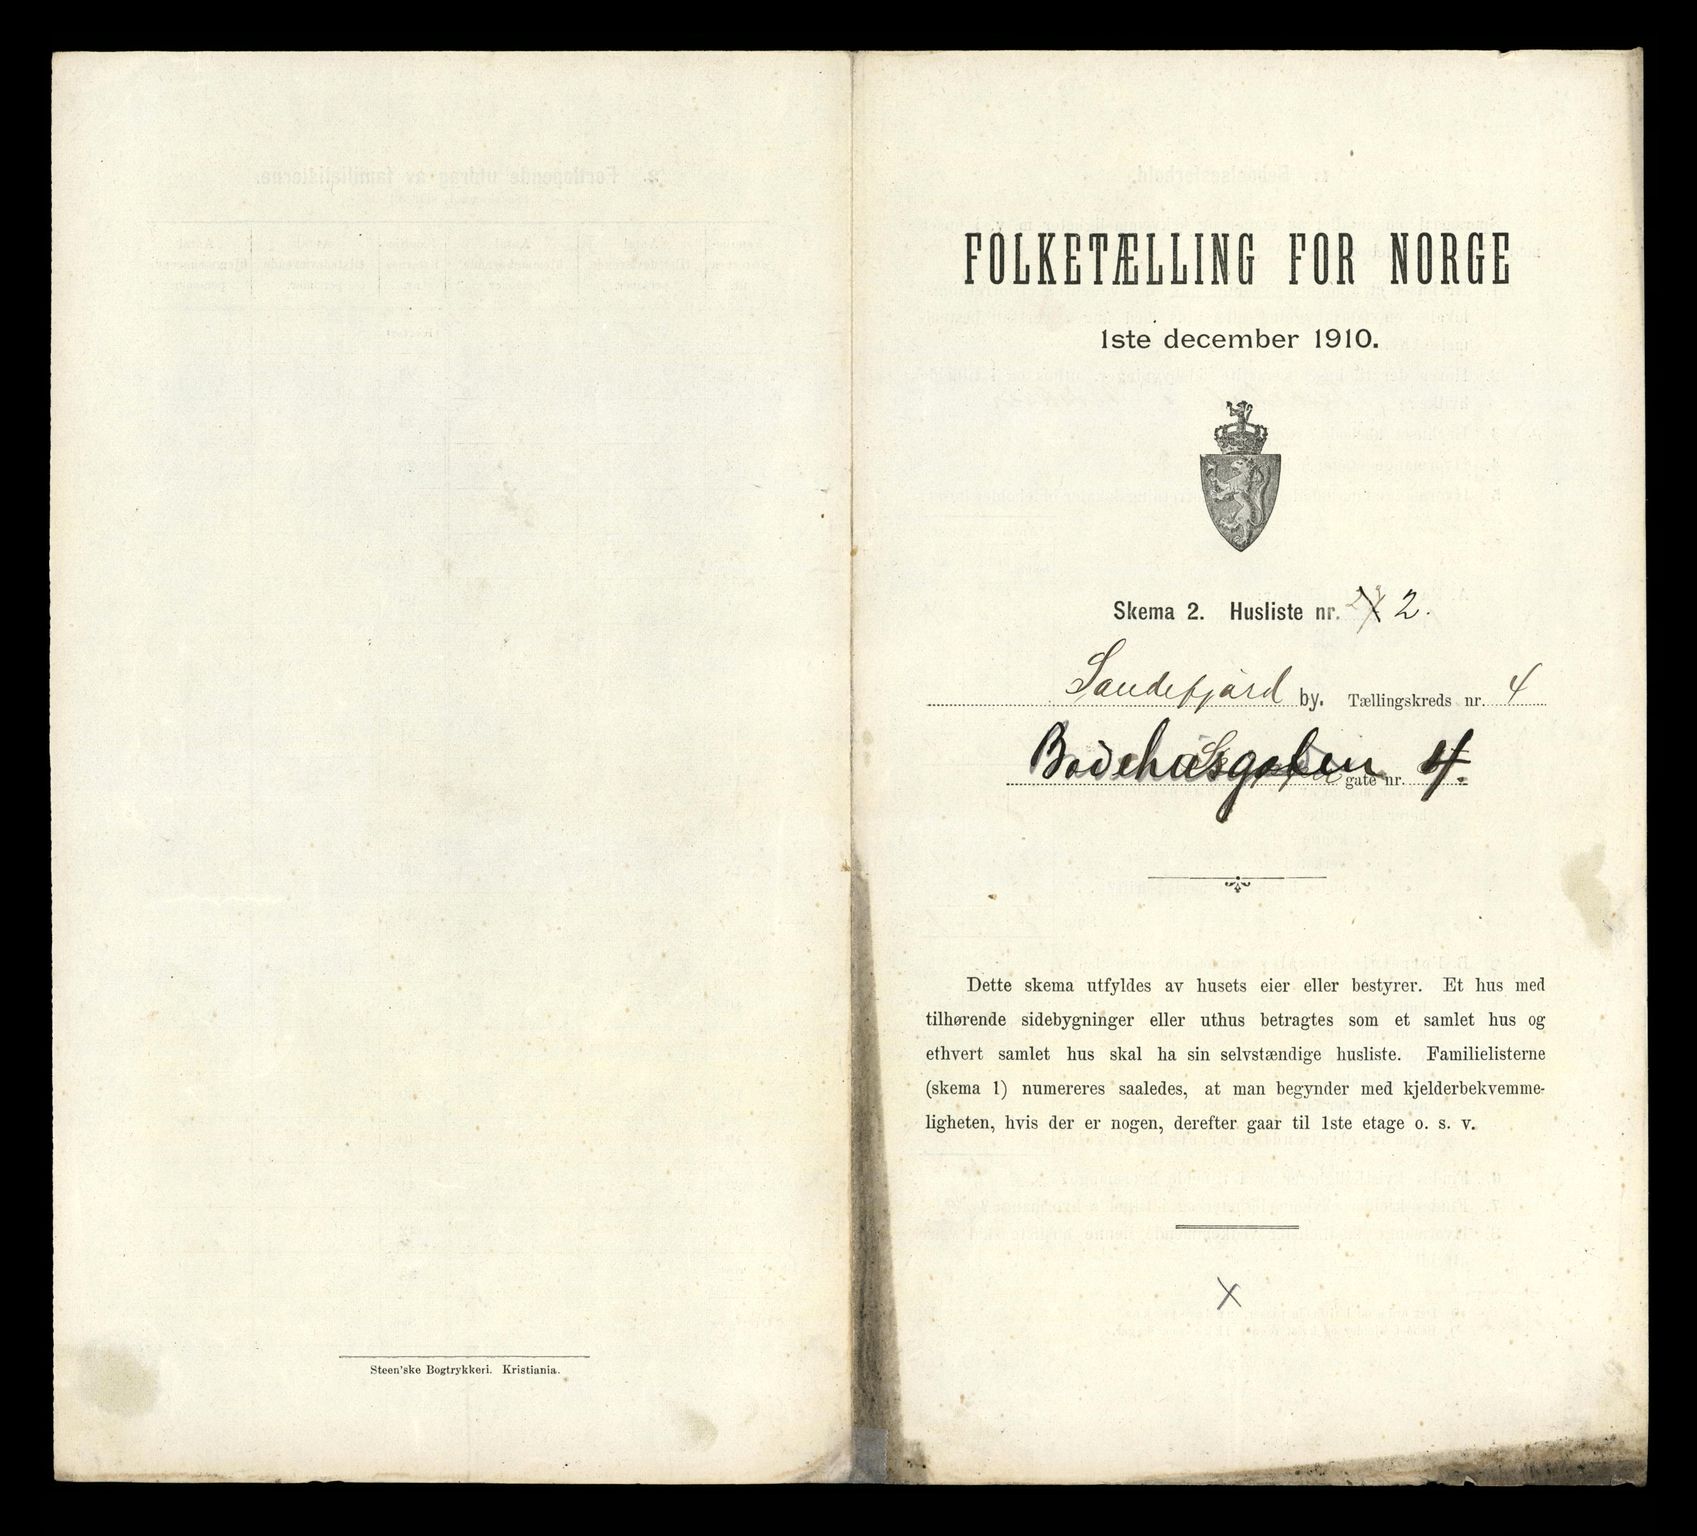 FOLKETÆLLING FOR NORGE
1ste december 1910.
Skema 2. Husliste nr. 2.
Sandefjord by. Tællingskreds nr. 4
Badehusgaten gate nr. 4.
Dette skema utfyldes av husets eier eller bestyrer. Et hus med
tilhørende sidebygninger eller uthus betragtes som et samlet hus og
ethvert samlet hus skal ha sin selvstændige husliste. Familielisterne
(skema 1) numereres saaledes, at man begynder med kjelderbekvemme-
ligheten, hvis der er nogen, derefter gaar til 1ste etage o. s. v.
X
Steen'ske Bogtrykkeri. Kristiania.